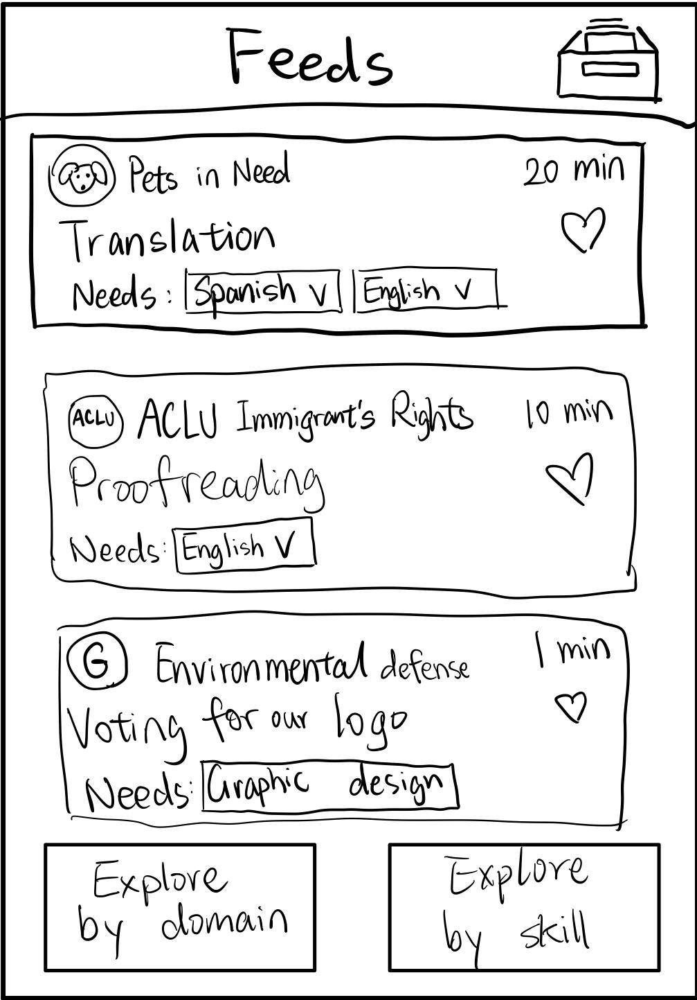 Feeds
Pets in Need 20 min
Translation
Needs: Spanish v English v
ACLU ACLU Immigrant's Rights 10 min
Proofreading
Needs: English V
G Environmental defense 1 min
Voting for our logo
Needs: Graphic design
Explore by domain
Explore by skill